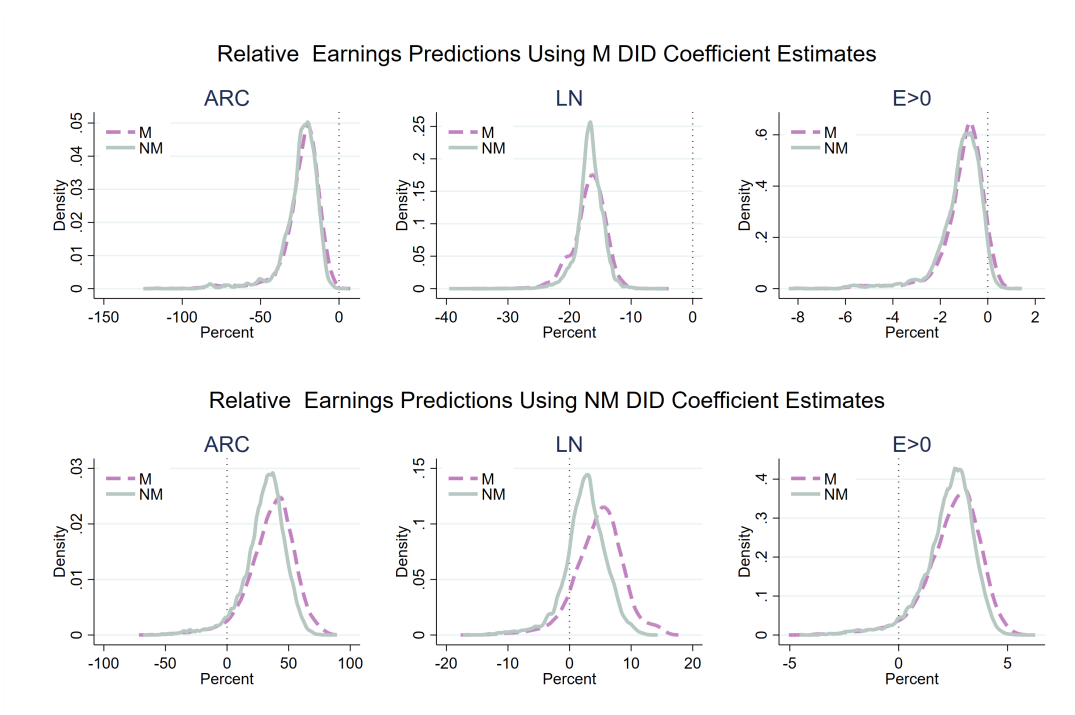 Relative  Earnings Predictions Using M DID Coefficient Estimates
ARC
M
NM
Density
0
.01
.02
.03
.04
.05
-150
-100
-50
0
Percent
LN
M
NM
Density
0
.05
.1
.15
.2
.25
-40
-30
-20
-10
0
Percent
E>0
M
NM
Density
0
.2
.4
.6
-8
-6
-4
-2
0
2
Percent
Relative  Earnings Predictions Using NM DID Coefficient Estimates
ARC
M
NM
Density
0
.01
.02
.03
-100
-50
0
50
100
Percent
LN
M
NM
Density
0
.05
.1
.15
-20
-10
0
10
20
Percent
E>0
M
NM
Density
0
.1
.2
.3
.4
-5
0
5
Percent